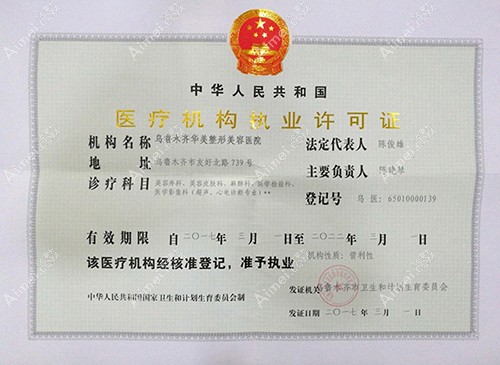 中华人民共和国
医疗机构执业许可证
机构名称 乌鲁木齐华美整形美容医院
法定代表人 陈俊雄
地址 乌鲁木齐市友好北路739号
主要负责人 陈晓琴
诊疗科目 美容外科、美容皮肤科、麻醉科、医学检验科、
医学影像科(超声、心电诊断专业)**
登记号 乌医:65010000139
有效期限 自二〇一七年 三月 一日至二〇二二年 三月 一日
该医疗机构经核准登记,准予执业
机构性质:营利性
中华人民共和国国家卫生和计划生育委员会制
发证机关 乌鲁木齐市卫生和计划生育委员会
发证日期 二〇一七年 三月 一日